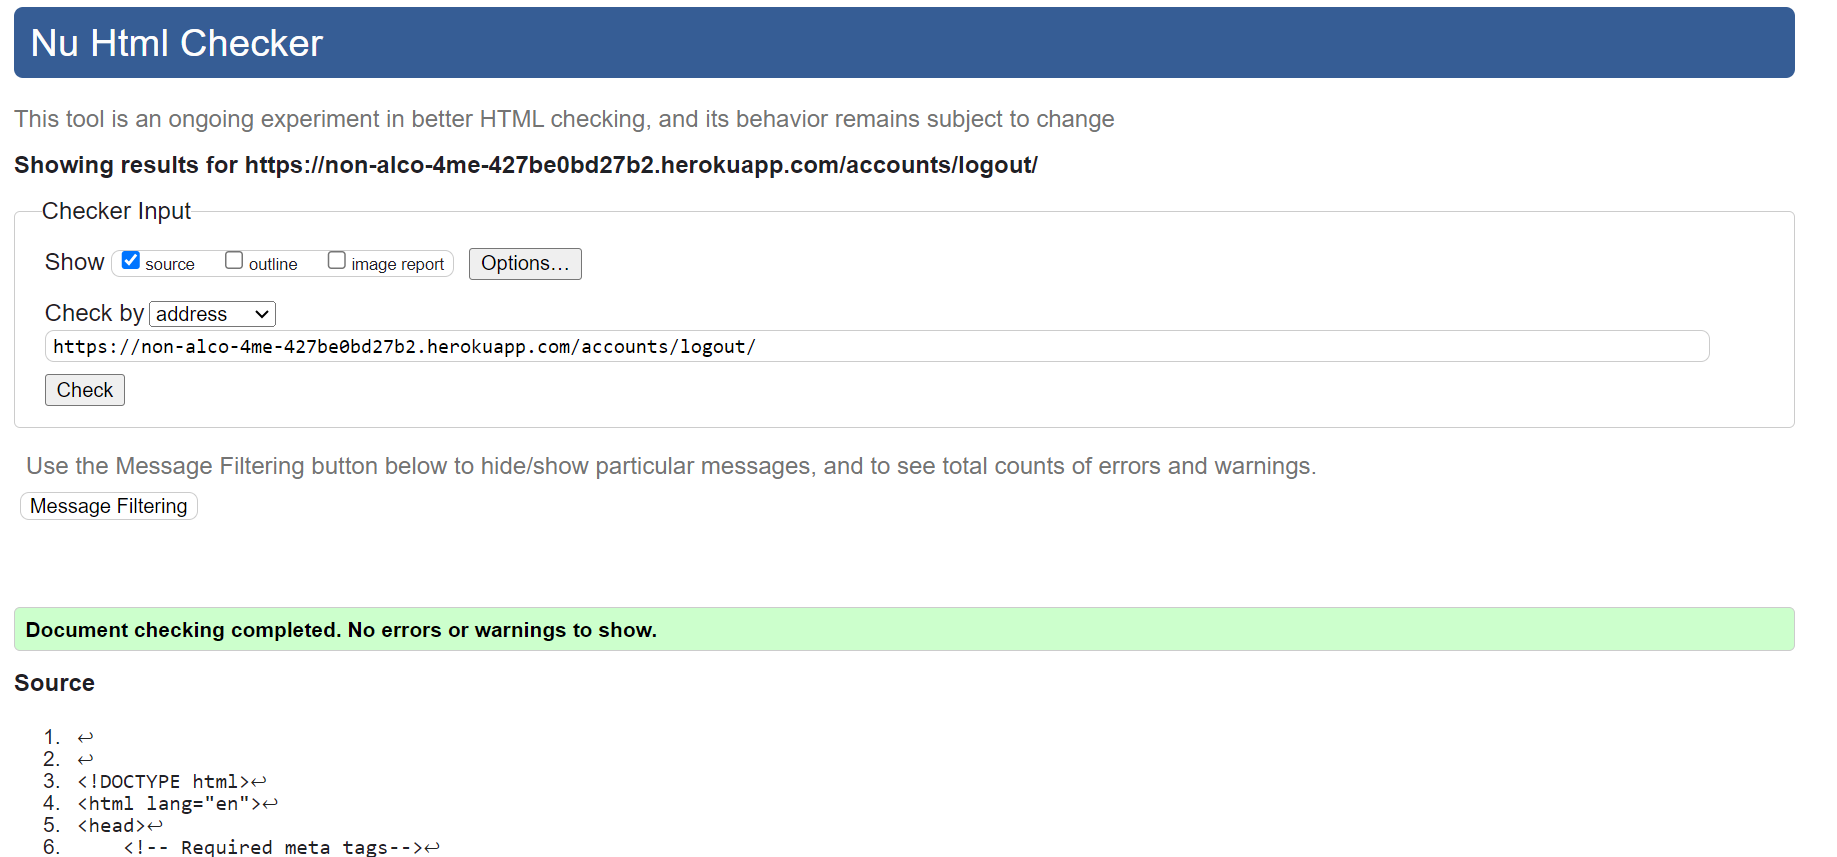 Nu Html Checker
This tool is an ongoing experiment in better HTML checking, and its behavior remains subject to change
Showing results for https://non-alco-4me-427be0bd27b2.herokuapp.com/accounts/logout/
Checker Input
Show source outline image report Options...
Check by address
https://non-alco-4me-427be0bd27b2.herokuapp.com/accounts/logout/
Check
Use the Message Filtering button below to hide/show particular messages, and to see total counts of errors and warnings.
Message Filtering
Document checking completed. No errors or warnings to show.
Source
1. ↩
2. ↩
3. <!DOCTYPE html>↩
4. <html lang="en">↩
5. <head>↩
6. <!-- Required meta tags-->↩